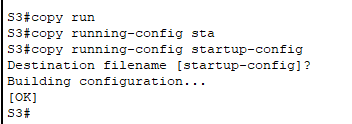 S3#copy run
S3#copy running-config sta
S3#copy running-config startup-config
Destination filename [startup-config]?
Building configuration...
[OK]
S3#